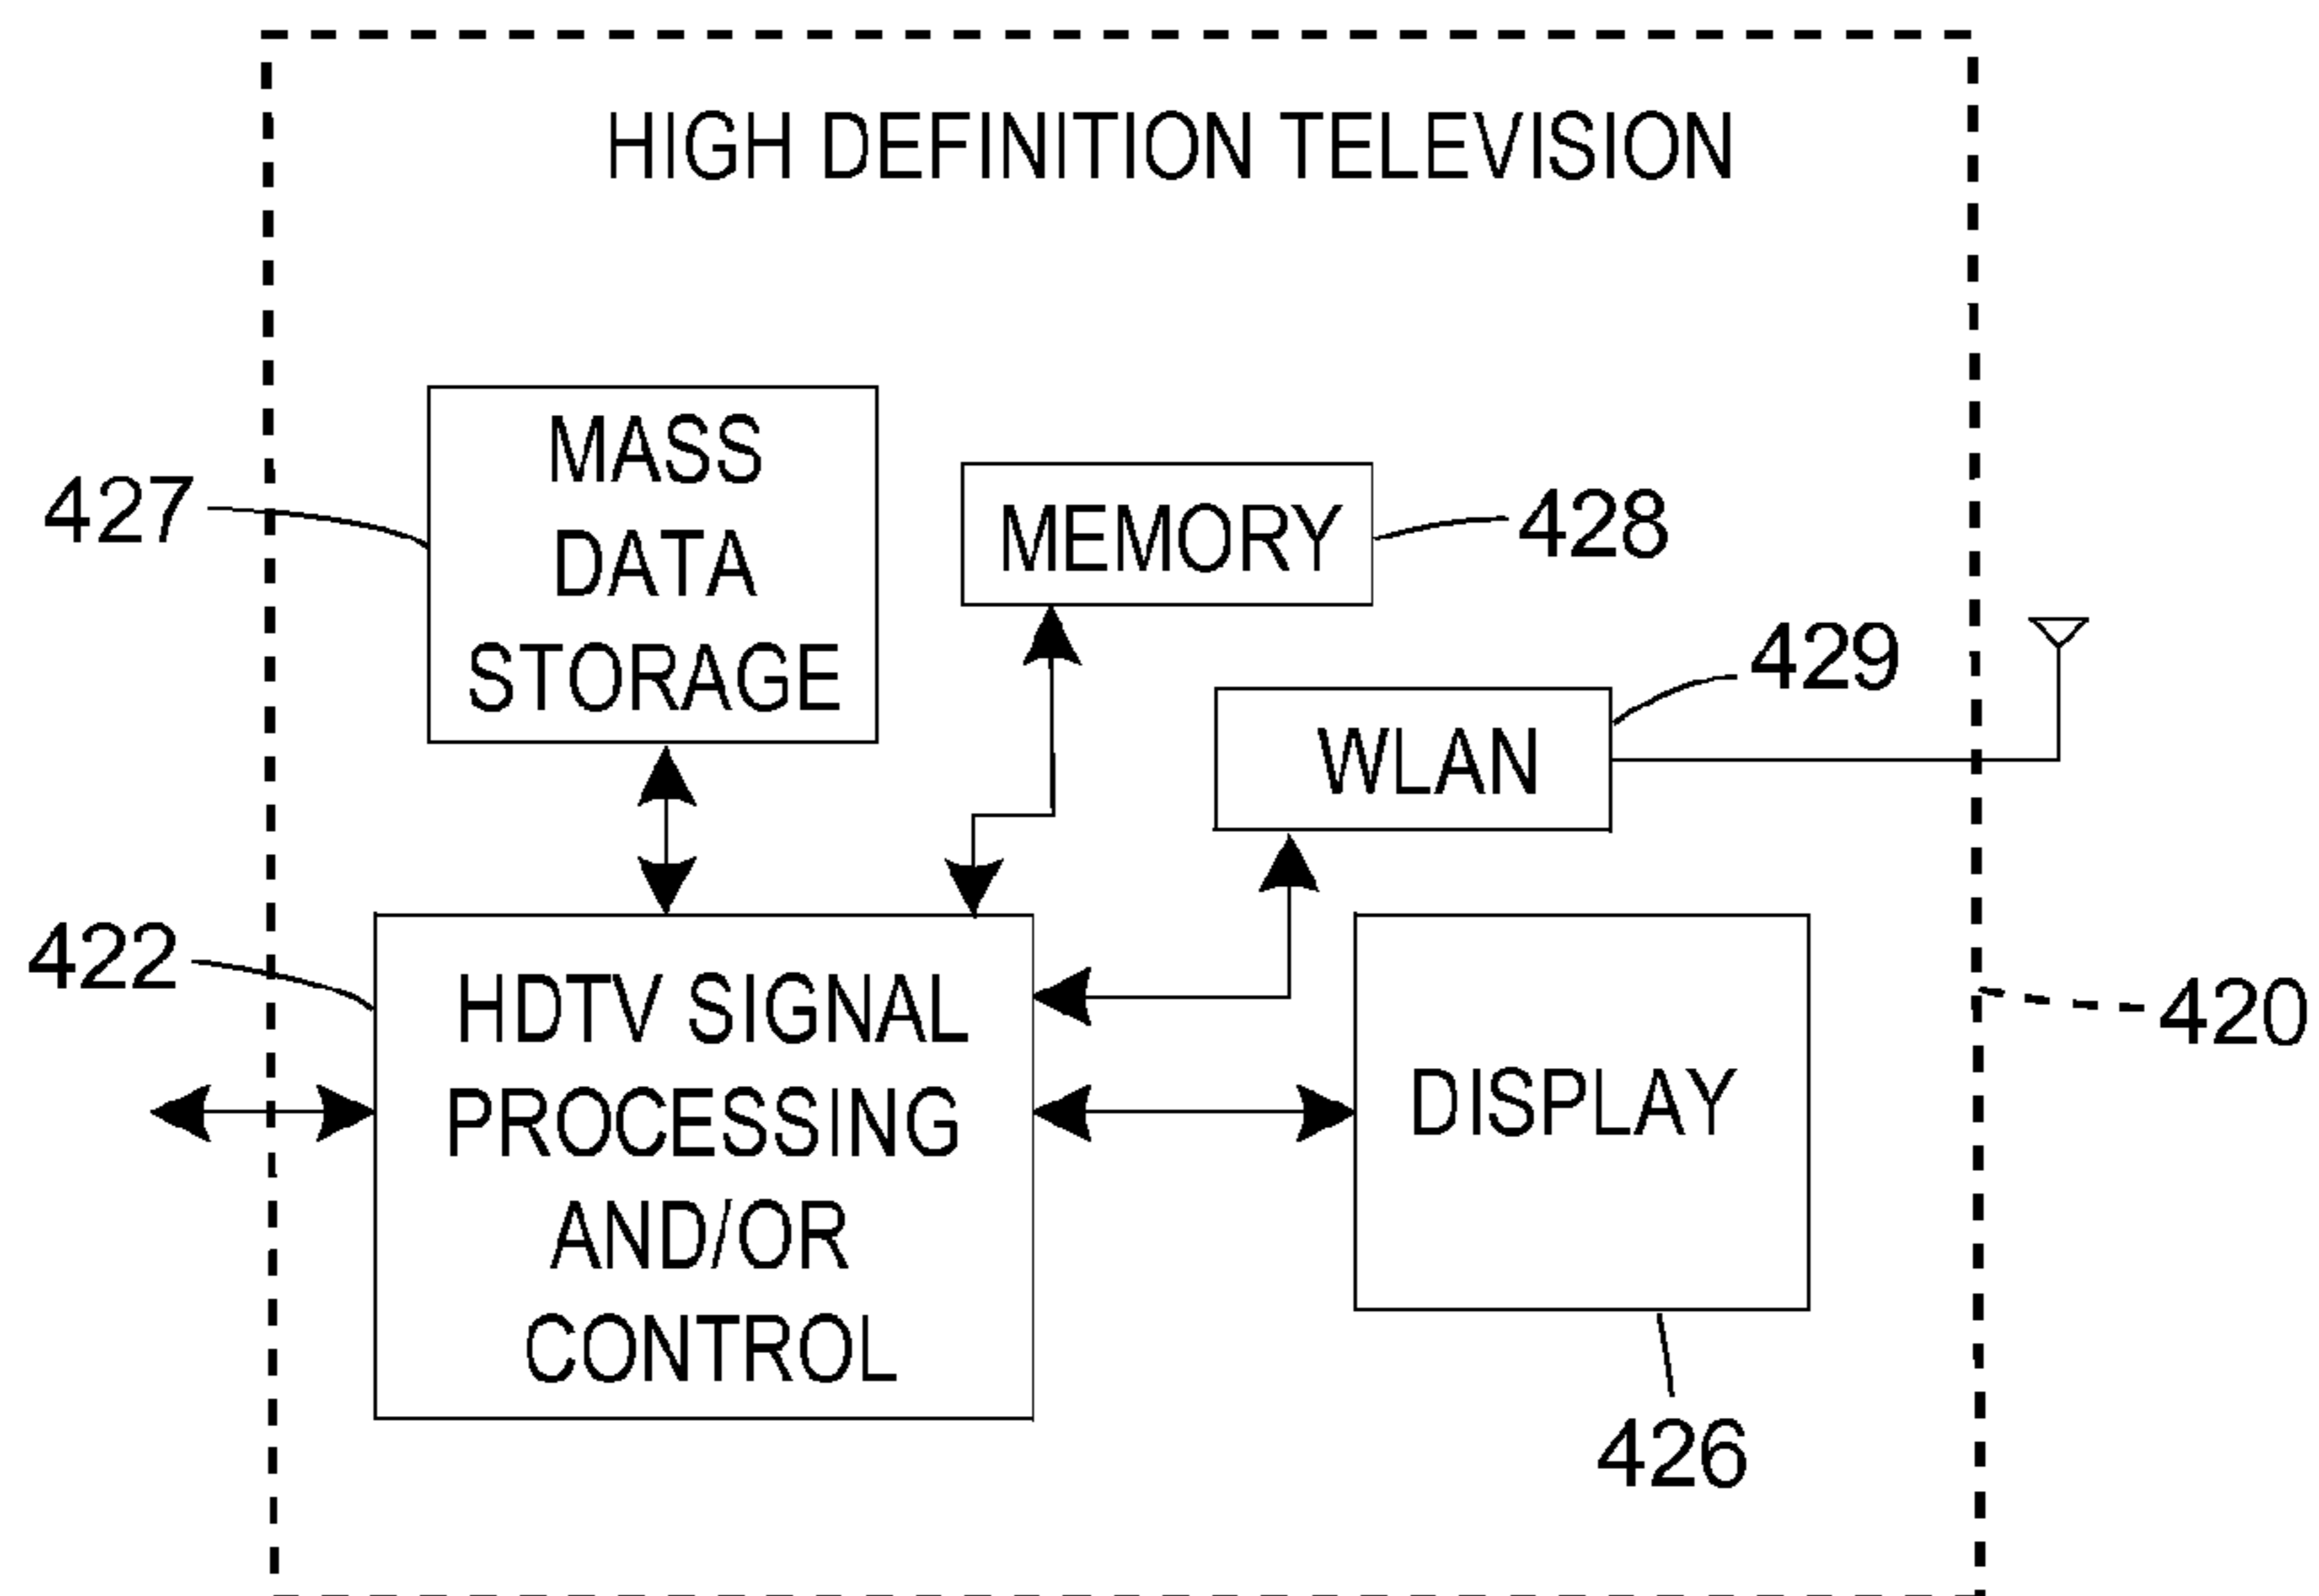 HIGH DEFINITION TELEVISION
MASS
DATA
STORAGE
427
MEMORY
428
WLAN
429
422
HDTV SIGNAL
PROCESSING
AND/OR
CONTROL
DISPLAY
420
426